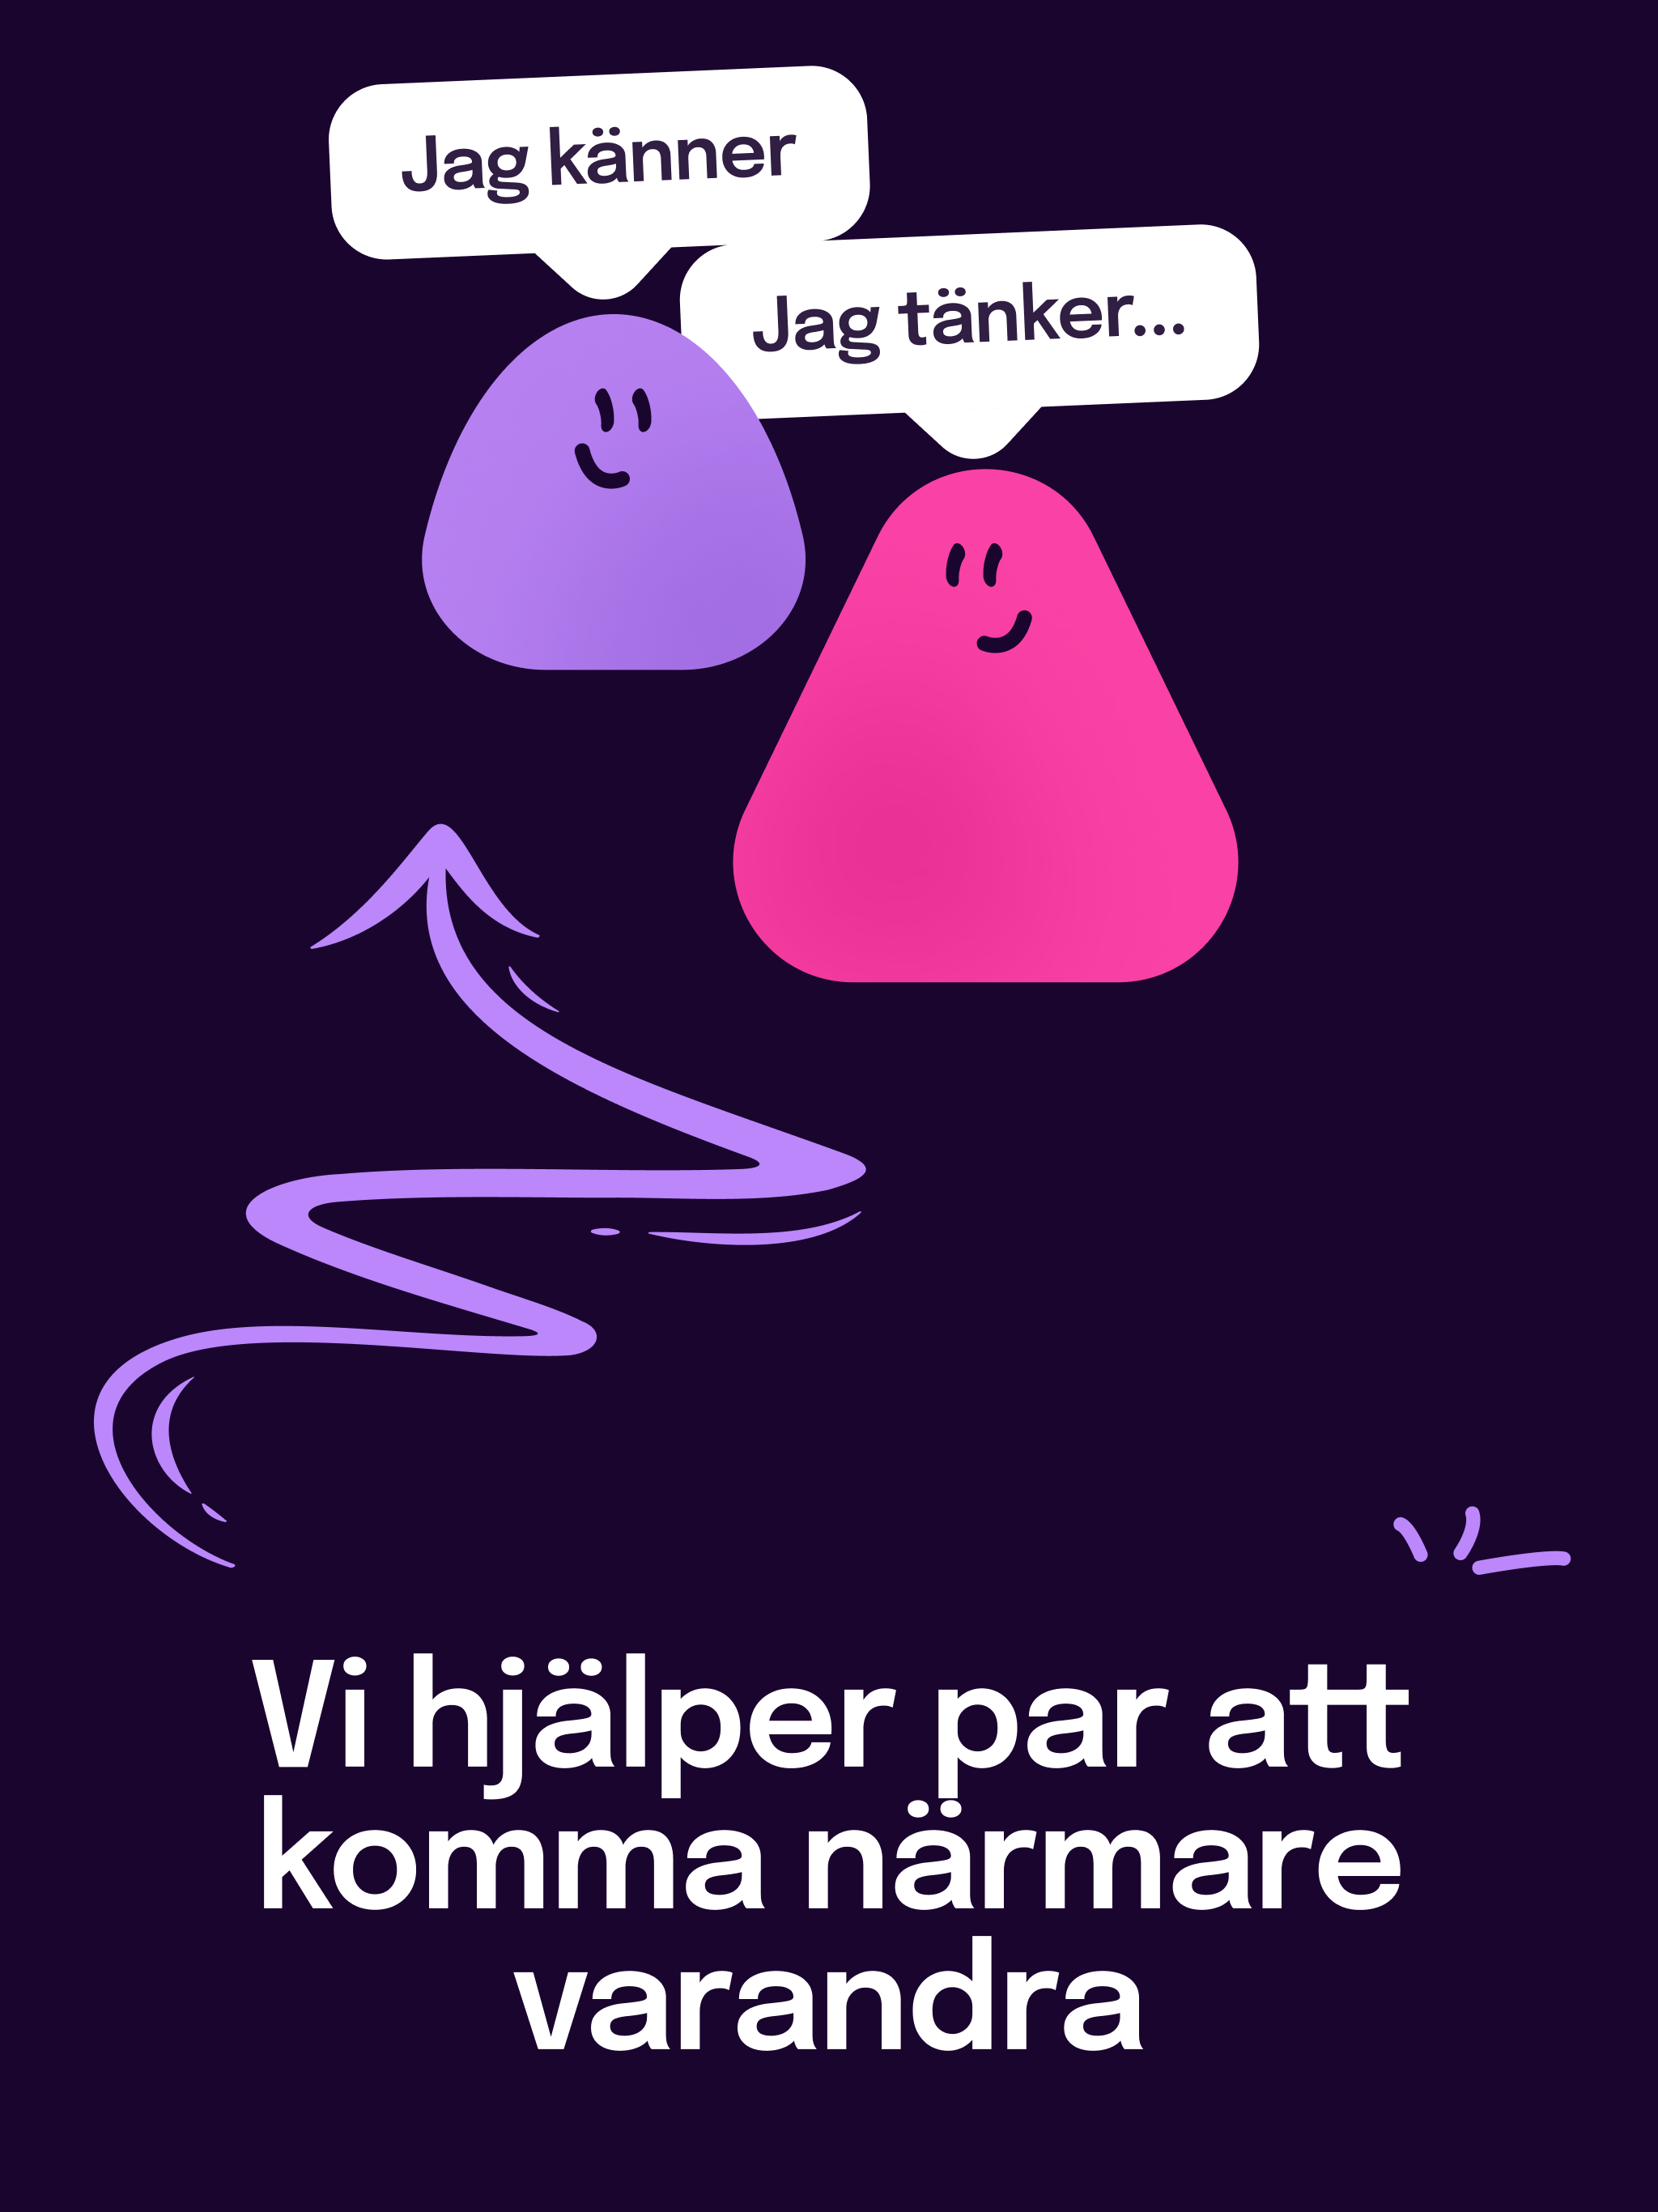 Jag känner
Jag tänker...
Vi hjälper par att
komma närmare
varandra